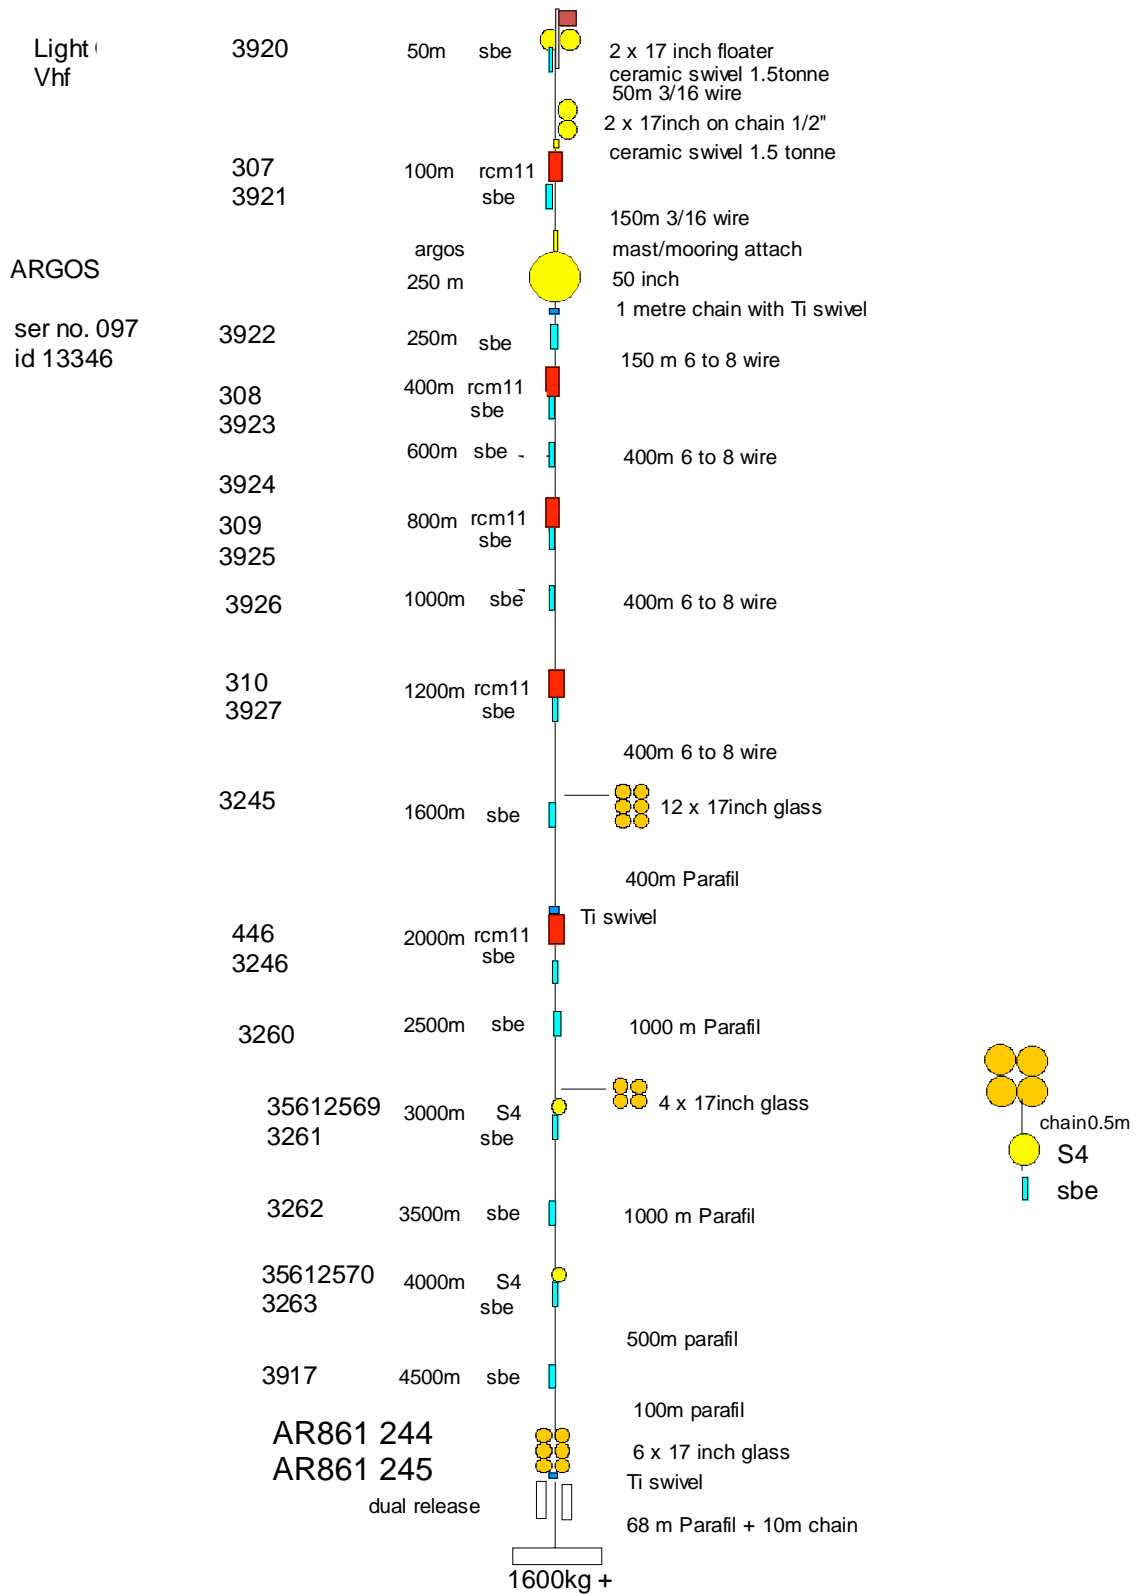 Light
Vhf
3920 50m sbe 2 x 17 inch floater
ceramic swivel 1.5tonne
50m 3/16 wire
2 x 17inch on chain 1/2"
ceramic swivel 1.5 tonne
307 100m rcm11
3921 sbe
150m 3/16 wire
argos mast/mooring attach
ARGOS
250 m 50 inch
1 metre chain with Ti swivel
ser no. 097
id 13346
3922 250m sbe
150 m 6 to 8 wire
308 400m rcm11
3923 sbe
600m sbe 400m 6 to 8 wire
3924
309 800m rcm11
3925 sbe
3926 1000m sbe 400m 6 to 8 wire
310 1200m rcm11
3927 sbe
400m 6 to 8 wire
3245 1600m sbe 12 x 17inch glass
400m Parafil
Ti swivel
446 2000m rcm11
3246 sbe
3260 2500m sbe 1000 m Parafil
35612569 3000m S4 4 x 17inch glass
3261 sbe
chain0.5m
S4
sbe
3262 3500m sbe 1000 m Parafil
35612570 4000m S4
3263 sbe
500m parafil
3917 4500m sbe
100m parafil
AR861 244
6 x 17 inch glass
AR861 245
Ti swivel
dual release
68 m Parafil + 10m chain
1600kg +